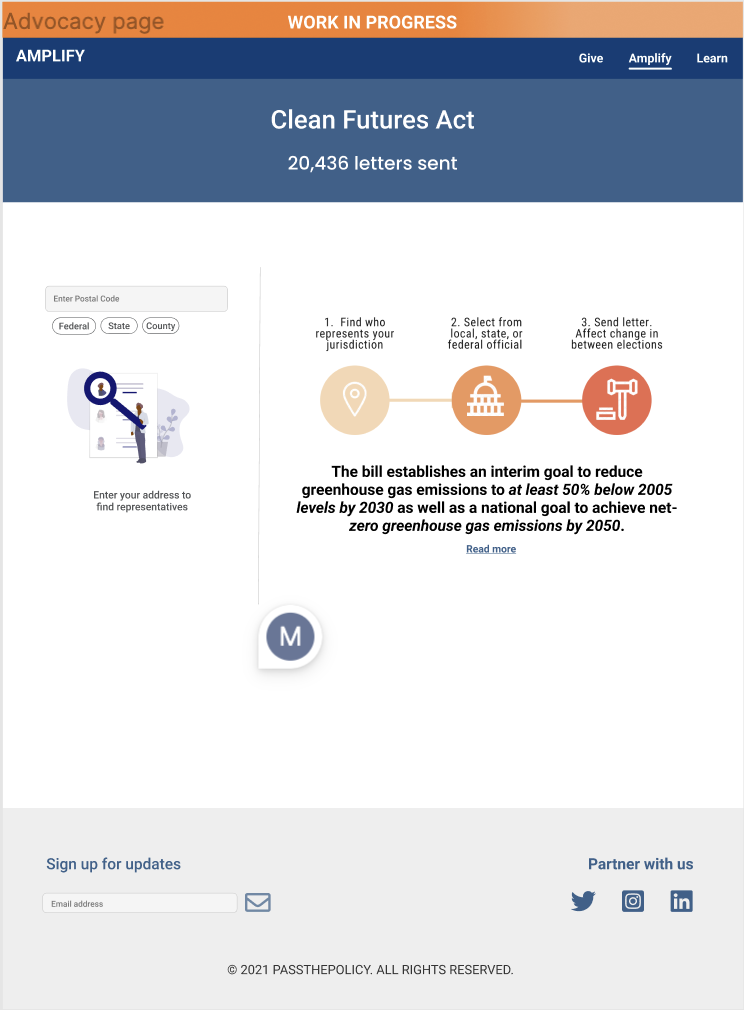 Advocacy page
WORK IN PROGRESS
AMPLIFY
Give
Amplify
Learn
Clean Futures Act
20,436 letters sent
Enter Postal Code
Federal
State
County
Enter your address to
find representatives
1.  Find who
represents your
jurisdiction
2. Select from
local, state, or
federal official
3. Send letter.
Affect change in
between elections
The bill establishes an interim goal to reduce
greenhouse gas emissions to at least 50% below 2005
levels by 2030 as well as a national goal to achieve net-
zero greenhouse gas emissions by 2050.
Read more
M
Sign up for updates
Email address
Partner with us
© 2021 PASSTHEPOLICY. ALL RIGHTS RESERVED.